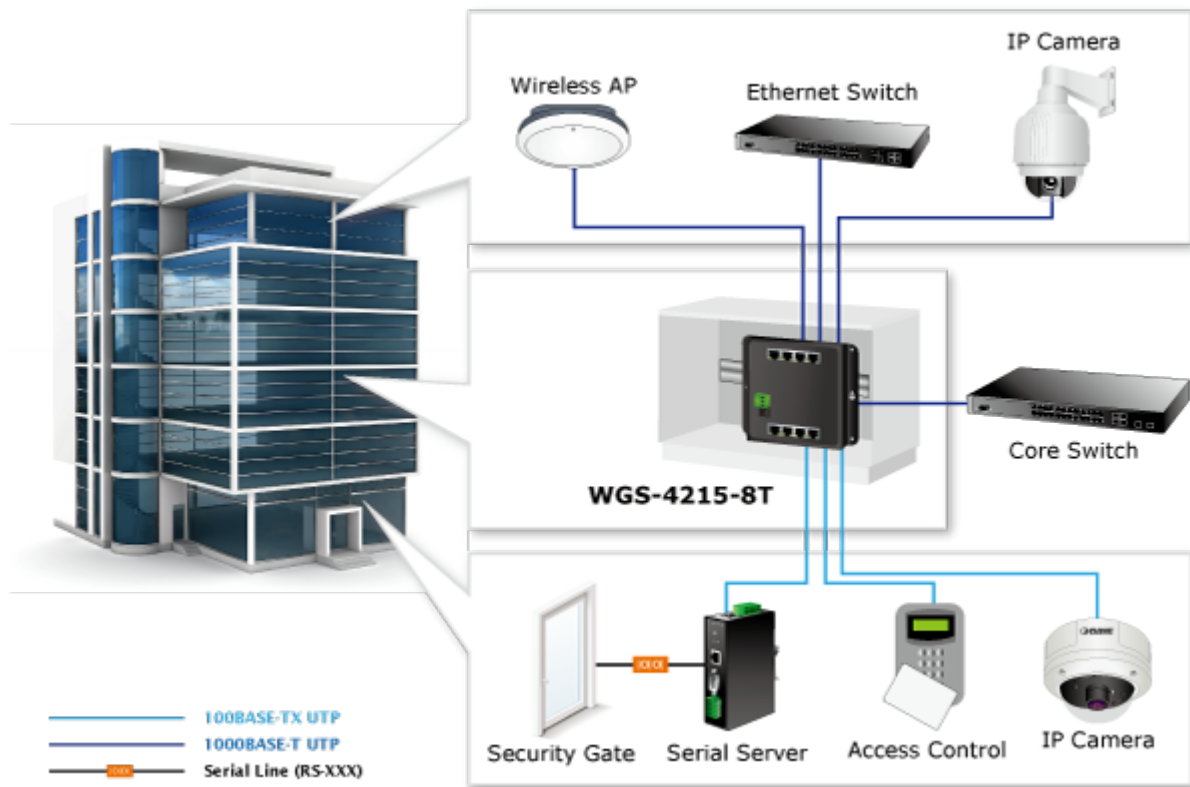 IP Camera
Wireless AP
Ethernet Switch
Core Switch
WGS-4215-8T
Security Gate
Serial Server
Access Control
IP Camera
100BASE-TX UTP
1000BASE-T UTP
Serial Line (RS-XXX)